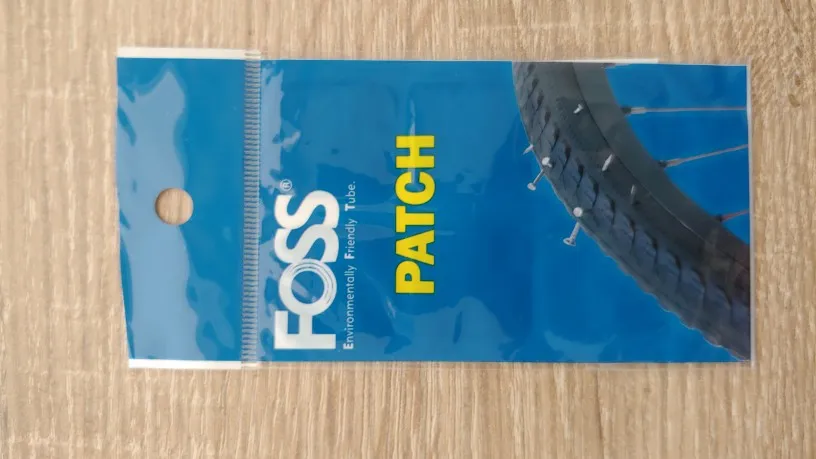 FOSS®
Environmentally Friendly Tube.
PATCH